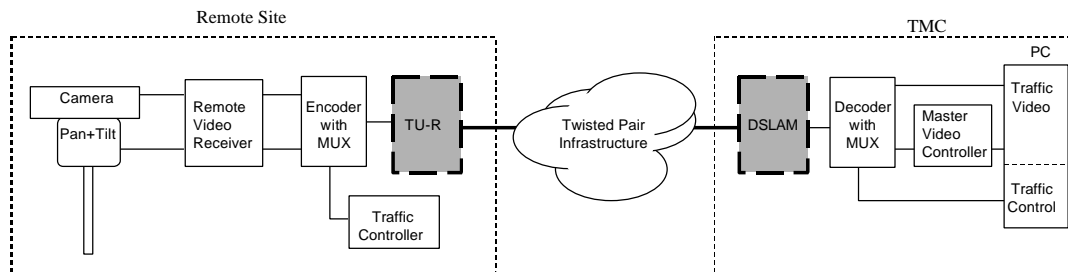 Remote Site
TMC
PC
Camera
Pan+Tilt
Remote
Video
Receiver
Encoder
with
MUX
TU-R
Traffic
Controller
Twisted Pair
Infrastructure
DSLAM
Decoder
with
MUX
Master
Video
Controller
Traffic
Video
Traffic
Control